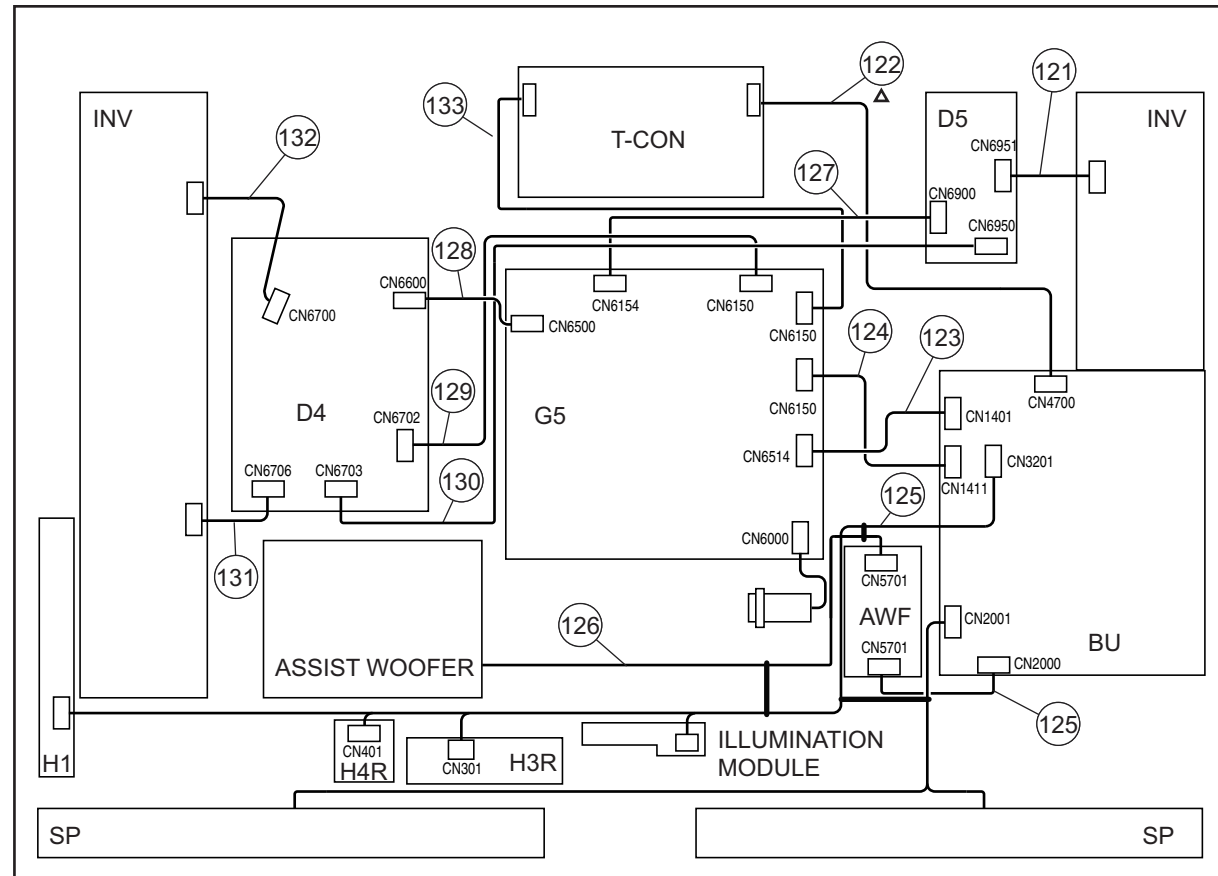 122
121
133
INV
D5
INV
132
T-CON
CN6951
127
CN6900
CN6950
128
CN6600
CN6700
CN6154
CN6150
CN6500
CN6150
124
123
129
CN6150
CN4700
D4
CN6702
G5
CN1401
CN6514
CN3201
CN6706
CN6703
130
125
CN1411
CN6000
CN5701
131
AWF
126
CN2001
BU
ASSIST WOOFER
CN5701
CN2000
125
CN401
H1
H4R
CN301
H3R
ILLUMINATION
MODULE
SP
SP